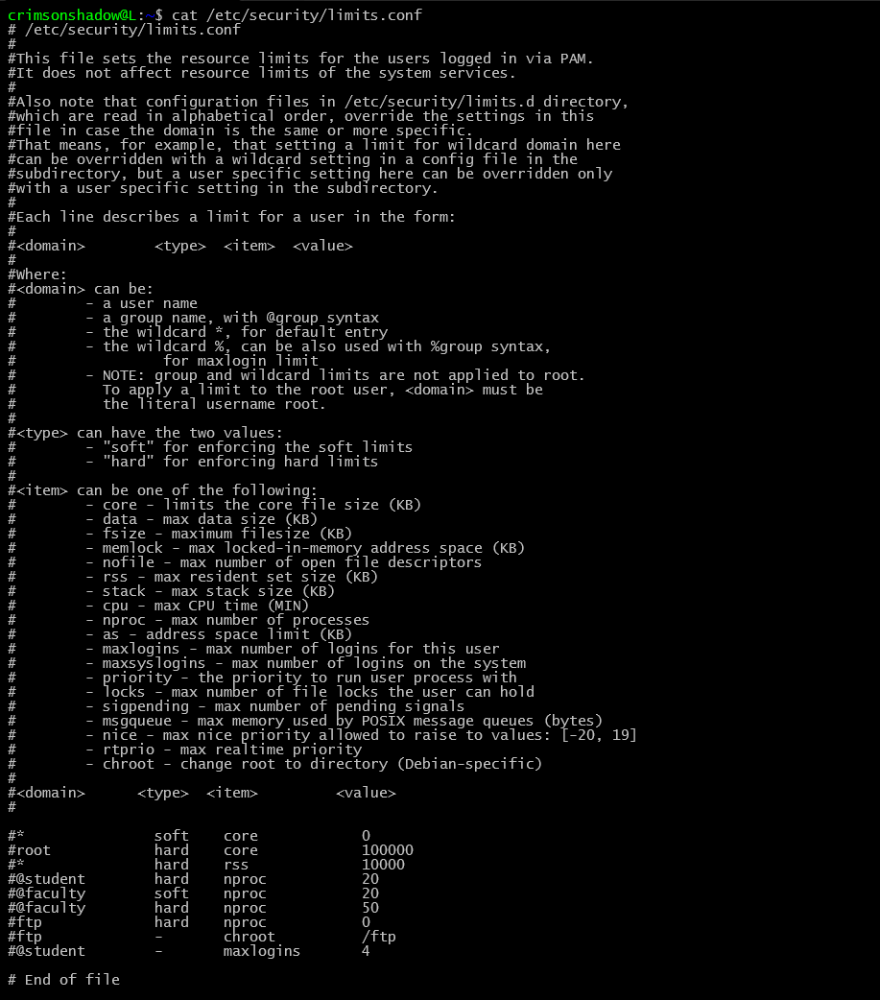 crimsonshadow@L:~$ cat /etc/security/limits.conf
# /etc/security/limits.conf
#
#This file sets the resource limits for the users logged in via PAM.
#It does not affect resource limits of the system services.
#
#Also note that configuration files in /etc/security/limits.d directory,
#which are read in alphabetical order, override the settings in this
#file in case the domain is the same or more specific.
#That means, for example, that setting a limit for wildcard domain here
#can be overridden with a wildcard setting in a config file in the
#subdirectory, but a user specific setting here can be overridden only
#with a user specific setting in the subdirectory.
#
#Each line describes a limit for a user in the form:
#
#<domain>        <type>  <item>  <value>
#
#Where:
#<domain> can be:
#        - a user name
#        - a group name, with @group syntax
#        - the wildcard *, for default entry
#        - the wildcard %, can be also used with %group syntax,
#                 for maxlogin limit
#        - NOTE: group and wildcard limits are not applied to root.
#          To apply a limit to the root user, <domain> must be
#          the literal username root.
#
#<type> can have the two values:
#        - "soft" for enforcing the soft limits
#        - "hard" for enforcing hard limits
#
#<item> can be one of the following:
#        - core - limits the core file size (KB)
#        - data - max data size (KB)
#        - fsize - maximum filesize (KB)
#        - memlock - max locked-in-memory address space (KB)
#        - nofile - max number of open file descriptors
#        - rss - max resident set size (KB)
#        - stack - max stack size (KB)
#        - cpu - max CPU time (MIN)
#        - nproc - max number of processes
#        - as - address space limit (KB)
#        - maxlogins - max number of logins for this user
#        - maxsyslogins - max number of logins on the system
#        - priority - the priority to run user process with
#        - locks - max number of file locks the user can hold
#        - sigpending - max number of pending signals
#        - msgqueue - max memory used by POSIX message queues (bytes)
#        - nice - max nice priority allowed to raise to values: [-20, 19]
#        - rtprio - max realtime priority
#        - chroot - change root to directory (Debian-specific)
#
#<domain>      <type>  <item>         <value>
#

#*               soft    core            0
#root            hard    core            100000
#*               hard    rss             10000
#@student        hard    nproc           20
#@faculty        soft    nproc           20
#@faculty        hard    nproc           50
#ftp             hard    nproc           0
#ftp             -       chroot          /ftp
#@student        -       maxlogins       4

# End of file